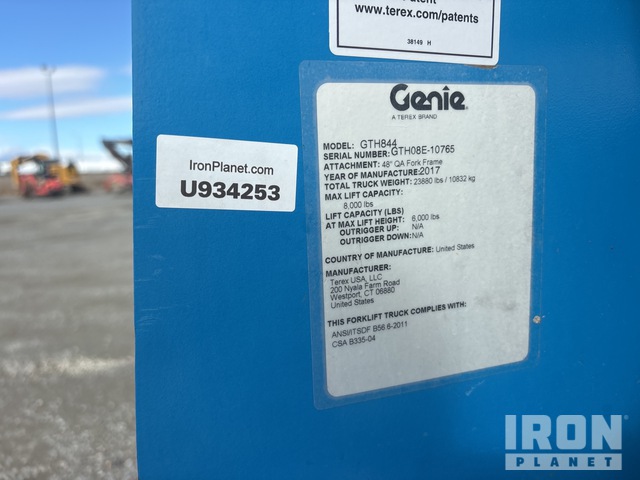 www.terex.com/patents
38149 H
Genie
A TEREX BRAND
MODEL: GTH844
SERIAL NUMBER: GTH08E-10765
ATTACHMENT: 48" QA Fork Frame
YEAR OF MANUFACTURE: 2017
TOTAL TRUCK WEIGHT: 23880 lbs / 10832 kg
MAX LIFT CAPACITY:
8,000 lbs
LIFT CAPACITY (LBS)
AT MAX LIFT HEIGHT: 6,000 lbs
OUTRIGGER UP: N/A
OUTRIGGER DOWN: N/A
COUNTRY OF MANUFACTURE: United States
MANUFACTURER:
Terex USA, LLC
200 Nyala Farm Road
Westport, CT 06880
United States
THIS FORKLIFT TRUCK COMPLIES WITH:
ANSI/ITSDF B56.6-2011
CSA B335-04
IronPlanet.com
U934253
IRON
PLANET